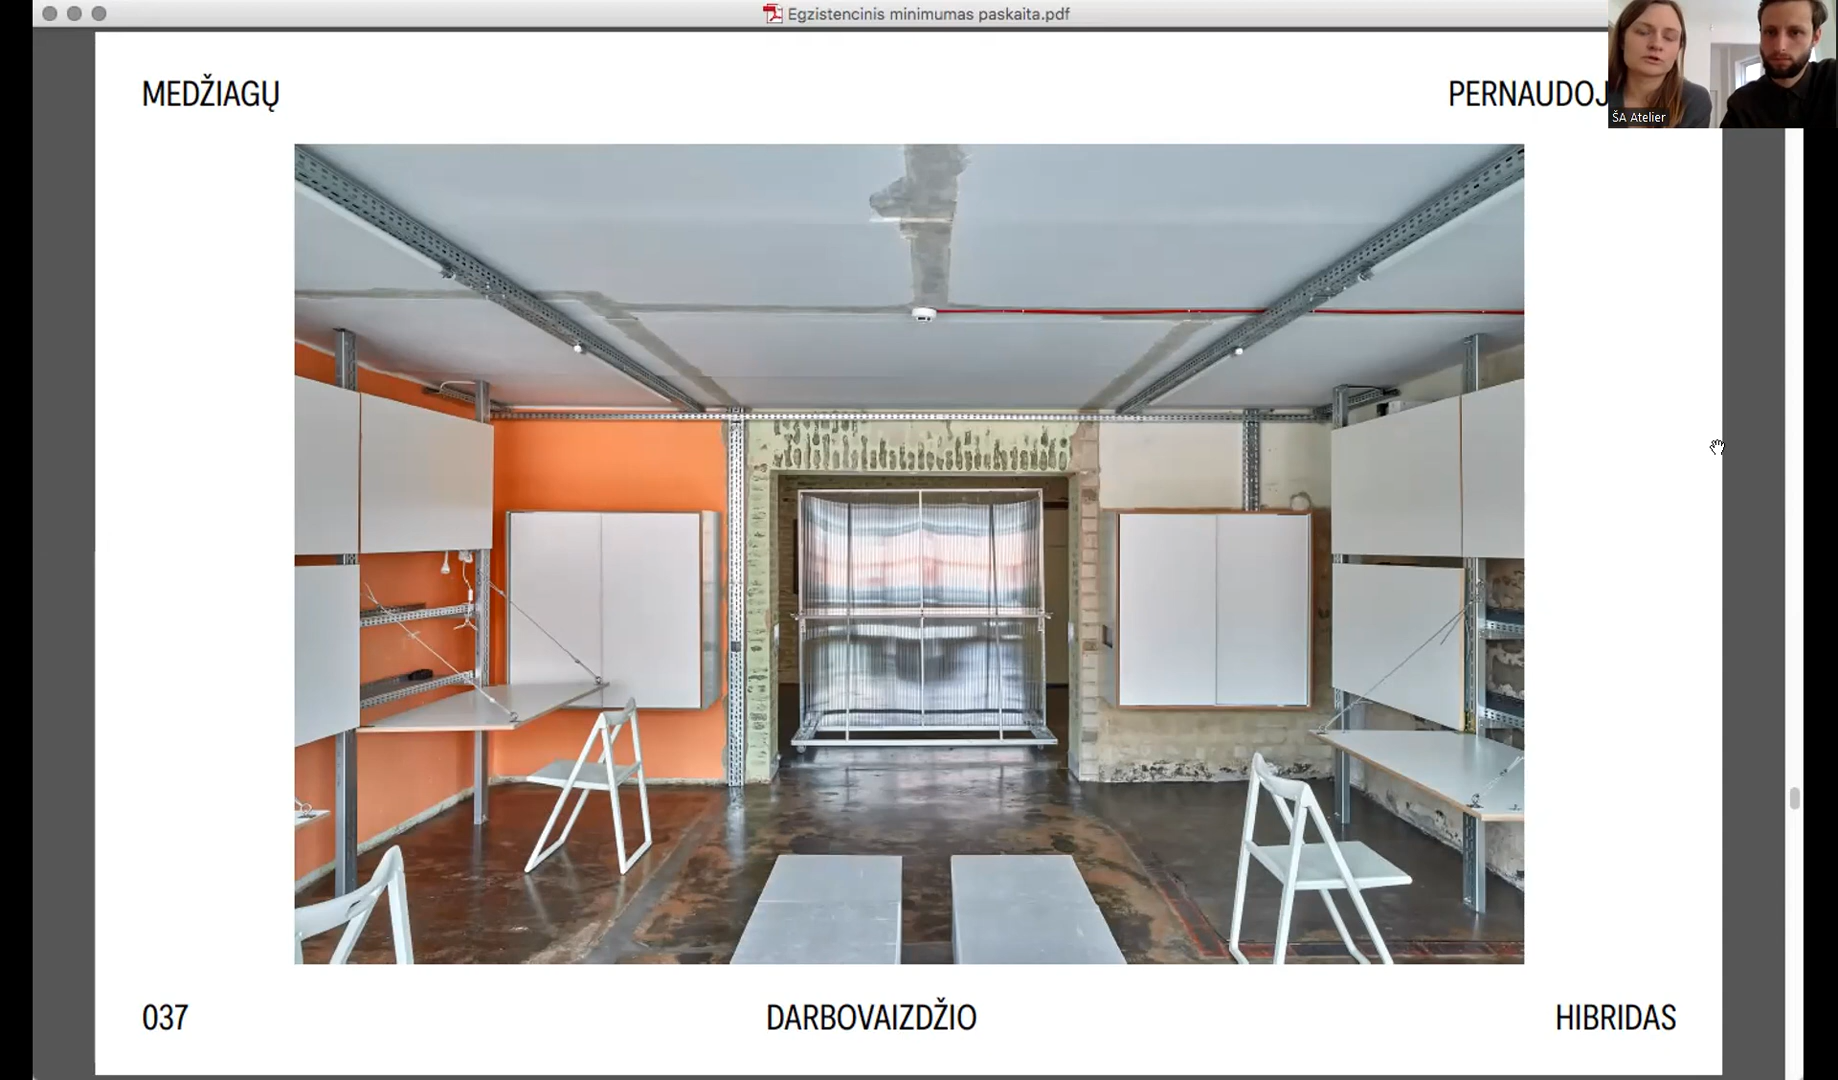 Egzistencinis minimumas paskaita.pdf
MEDŽIAGŲ
PERNAUDOJ
ŠA Atelier
037
DARBOVAIZDŽIO
HIBRIDAS